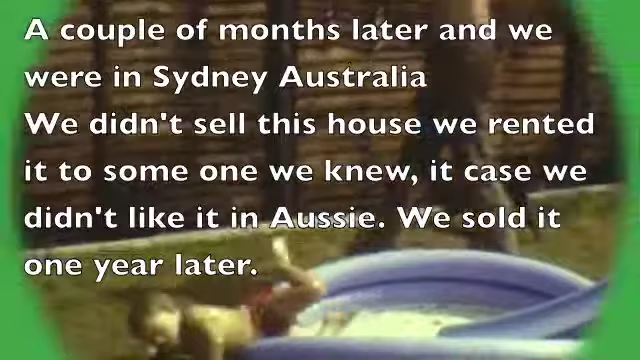 A couple of months later and we
were in Sydney Australia
We didn't sell this house we rented
it to some one we knew, it case we
didn't like it in Aussie. We sold it
one year later.